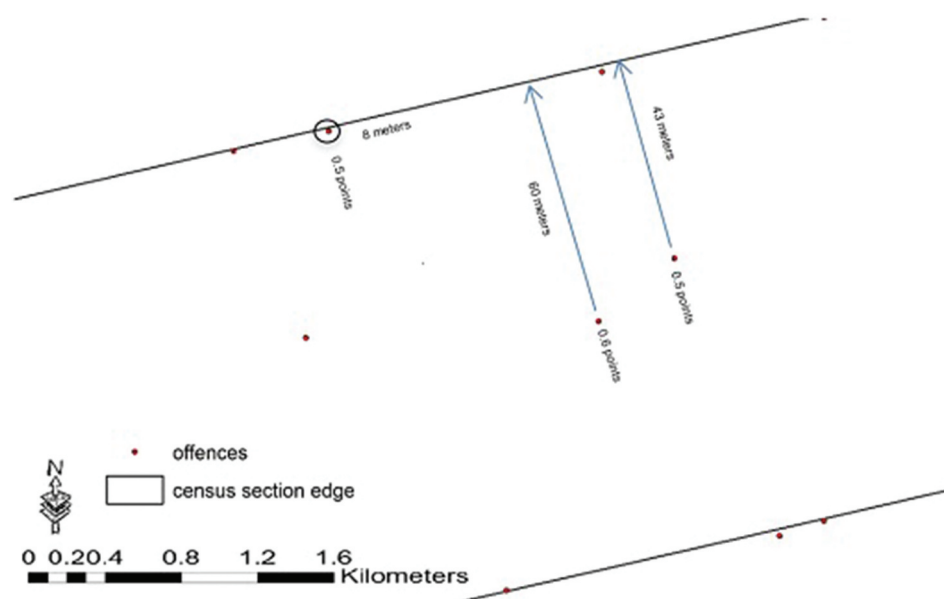 8 meters
0.5 points
60 meters
43 meters
0.6 points
0.5 points
offences
census section edge
N
0 0.20.4 0.8 1.2 1.6
Kilometers